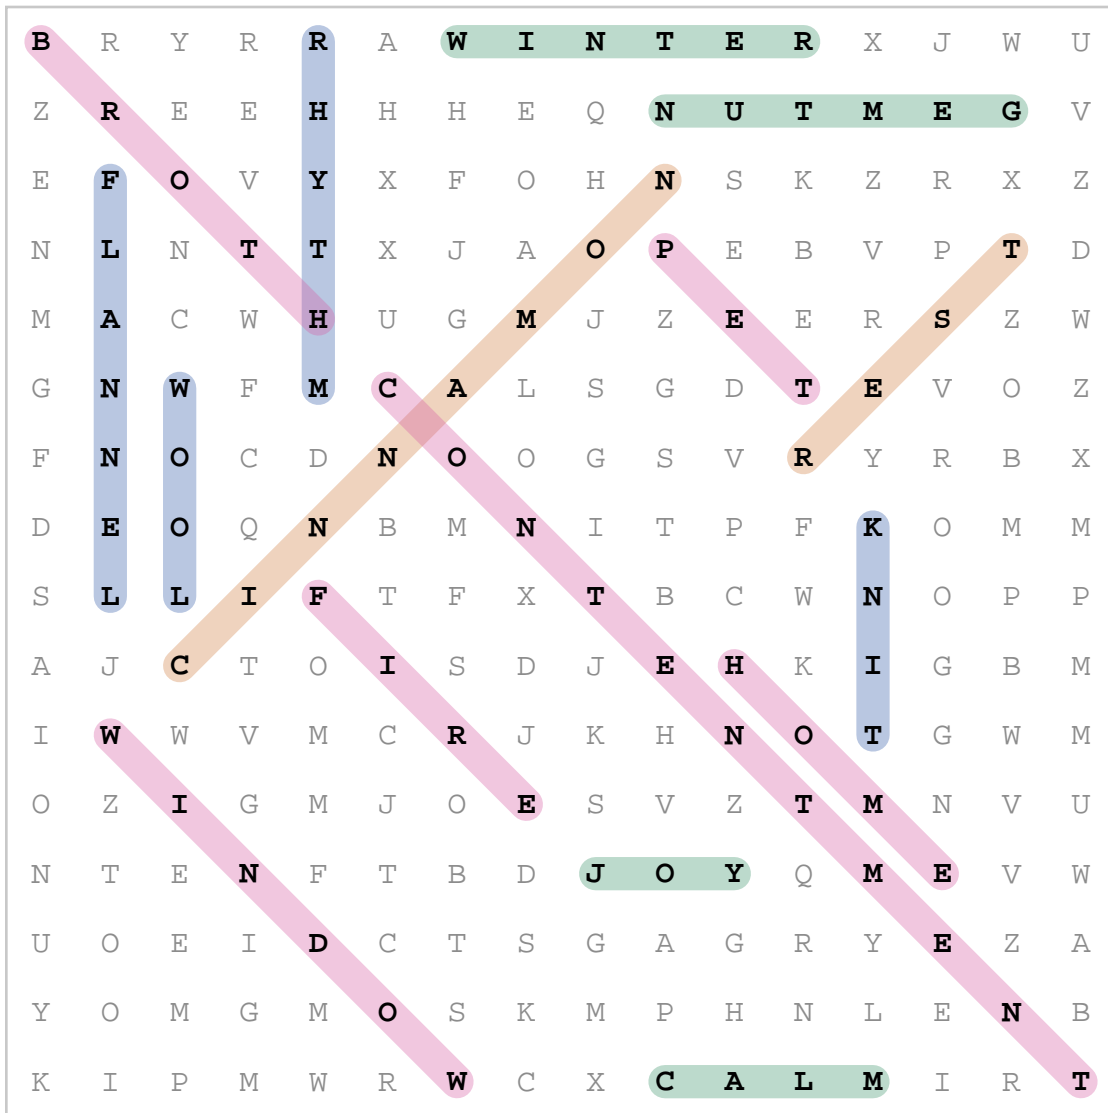 B R Y R R A W I N T E R X J W U
Z R E E H H H E Q N U T M E G V
E F O V Y X F O H N S K Z R X Z
N L N T T X J A O P E B V P T D
M A C W H U G M J Z E E R S Z W
G N W F M C A L S G D T E V O Z
F N O C D N O O G S V R Y R B X
D E O Q N B M N I T P F K O M M
S L L I F T F X T B C W N O P P
A J C T O I S D J E H K I G B M
I W W V M C R J K H N O T G W M
O Z I G M J O E S V Z T M N V U
N T E N F T B D J O Y Q M E V W
U O E I D C T S G A G R Y E Z A
Y O M G M O S K M P H N L E N B
K I P M W R W C X C A L M I R T